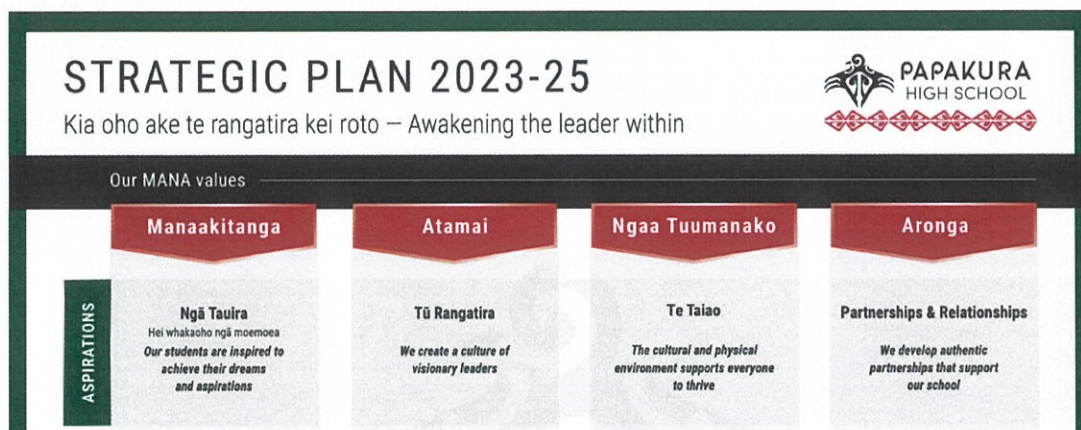 STRATEGIC PLAN 2023-25
Kia oho ake te rangatira kei roto — Awakening the leader within
PAPAKURA
HIGH SCHOOL
Our MANA values
Manaakitanga
Atamai
Ngaa Tuumanako
Aronga
ASPIRATIONS
Ngā Tauira
Hei whakaoho ngā moemoea
Our students are inspired to
achieve their dreams
and aspirations
Tū Rangatira
We create a culture of
visionary leaders
Te Taiao
The cultural and physical
environment supports everyone
to thrive
Partnerships & Relationships
We develop authentic
partnerships that support
our school